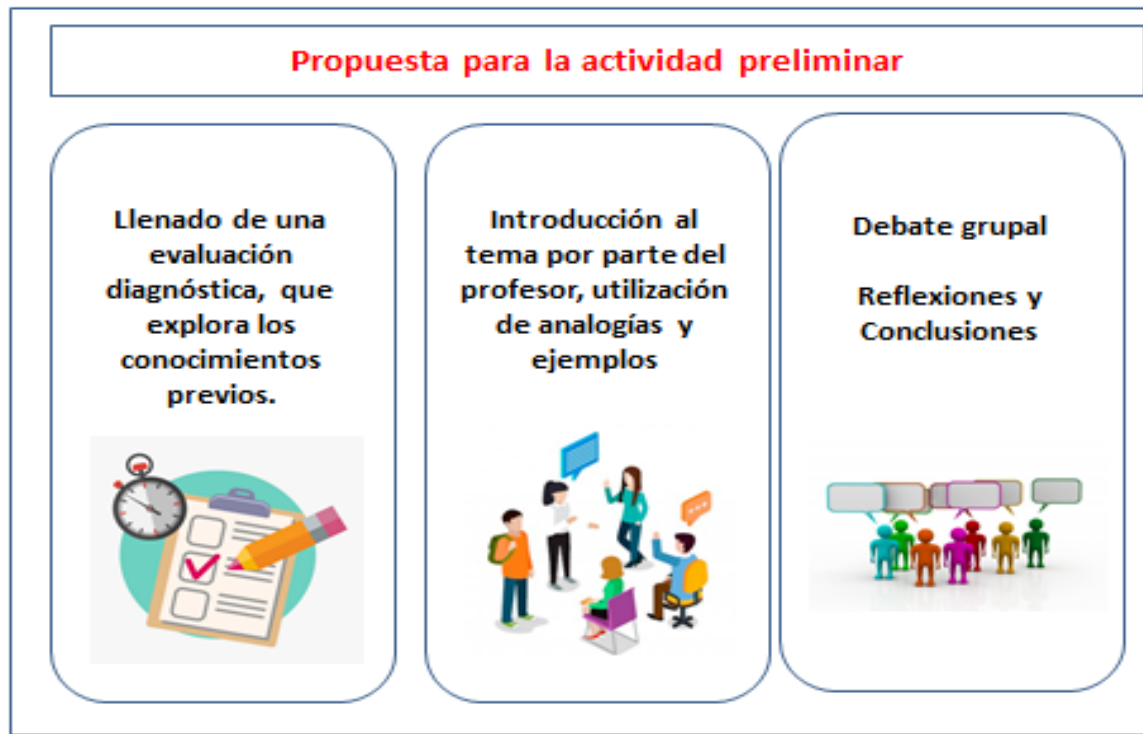 Propuesta para la actividad preliminar
Llenado de una
evaluación
diagnóstica, que
explora los
conocimientos
previos.
Introducción al
tema por parte del
profesor, utilización
de analogías y
ejemplos
Debate grupal
Reflexiones y
Conclusiones